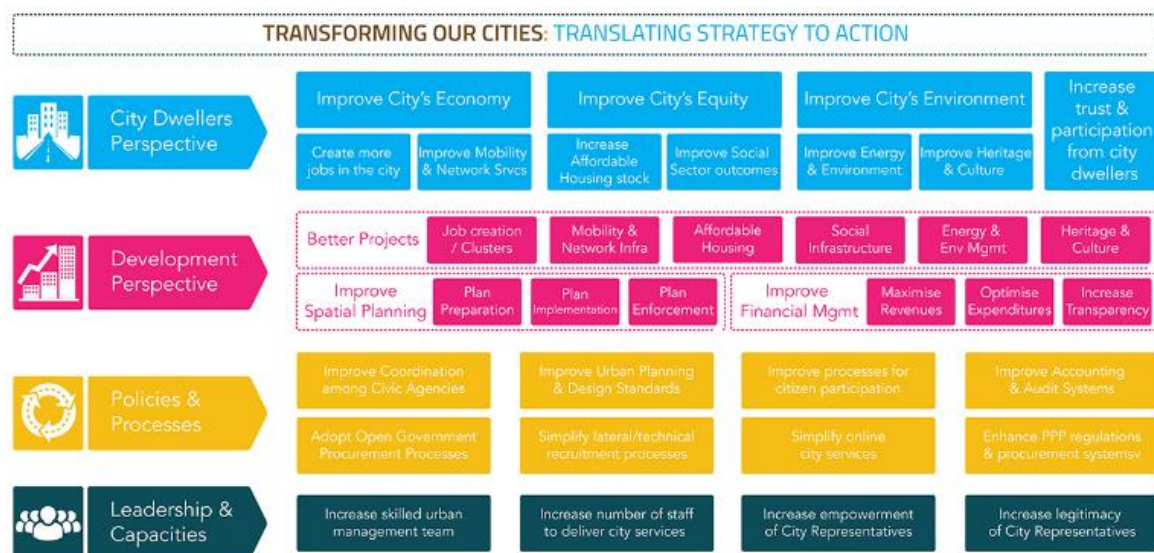 TRANSFORMING OUR CITIES: TRANSLATING STRATEGY TO ACTION
City Dwellers
Perspective
Improve City's Economy
Improve City's Equity
Improve City's Environment
Increase
trust &
participation
from city
dwellers
Create more
jobs in the city
Improve Mobility
& Network Srvcs
Increase
Affordable
Housing stock
Improve Social
Sector outcomes
Improve Energy
& Environment
Improve Heritage
& Culture
Development
Perspective
Better Projects
Job creation
/ Clusters
Mobility &
Network Infra
Affordable
Housing
Social
Infrastructure
Energy &
Env Mgmt
Heritage &
Culture
Improve
Spatial Planning
Plan
Preparation
Plan
Implementation
Plan
Enforcement
Improve
Financial Mgmt
Maximise
Revenues
Optimise
Expenditures
Increase
Transparency
Policies &
Processes
Improve Coordination
among Civic Agencies
Improve Urban Planning
& Design Standards
Improve processes for
citizen participation
Improve Accounting
& Audit Systems
Adopt Open Government
Procurement Processes
Simplify lateral/technical
recruitment processes
Simplify online
city services
Enhance PPP regulations
& procurement systemsv
Leadership &
Capacities
Increase skilled urban
management team
Increase number of staff
to deliver city services
Increase empowerment
of City Representatives
Increase legitimacy
of City Representatives